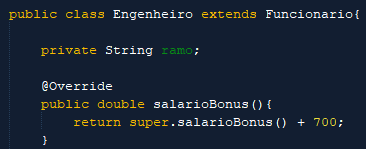 public class Engenheiro extends Funcionario{
private String ramo;
@Override
public double salarioBonus(){
return super.salarioBonus() + 700;
}